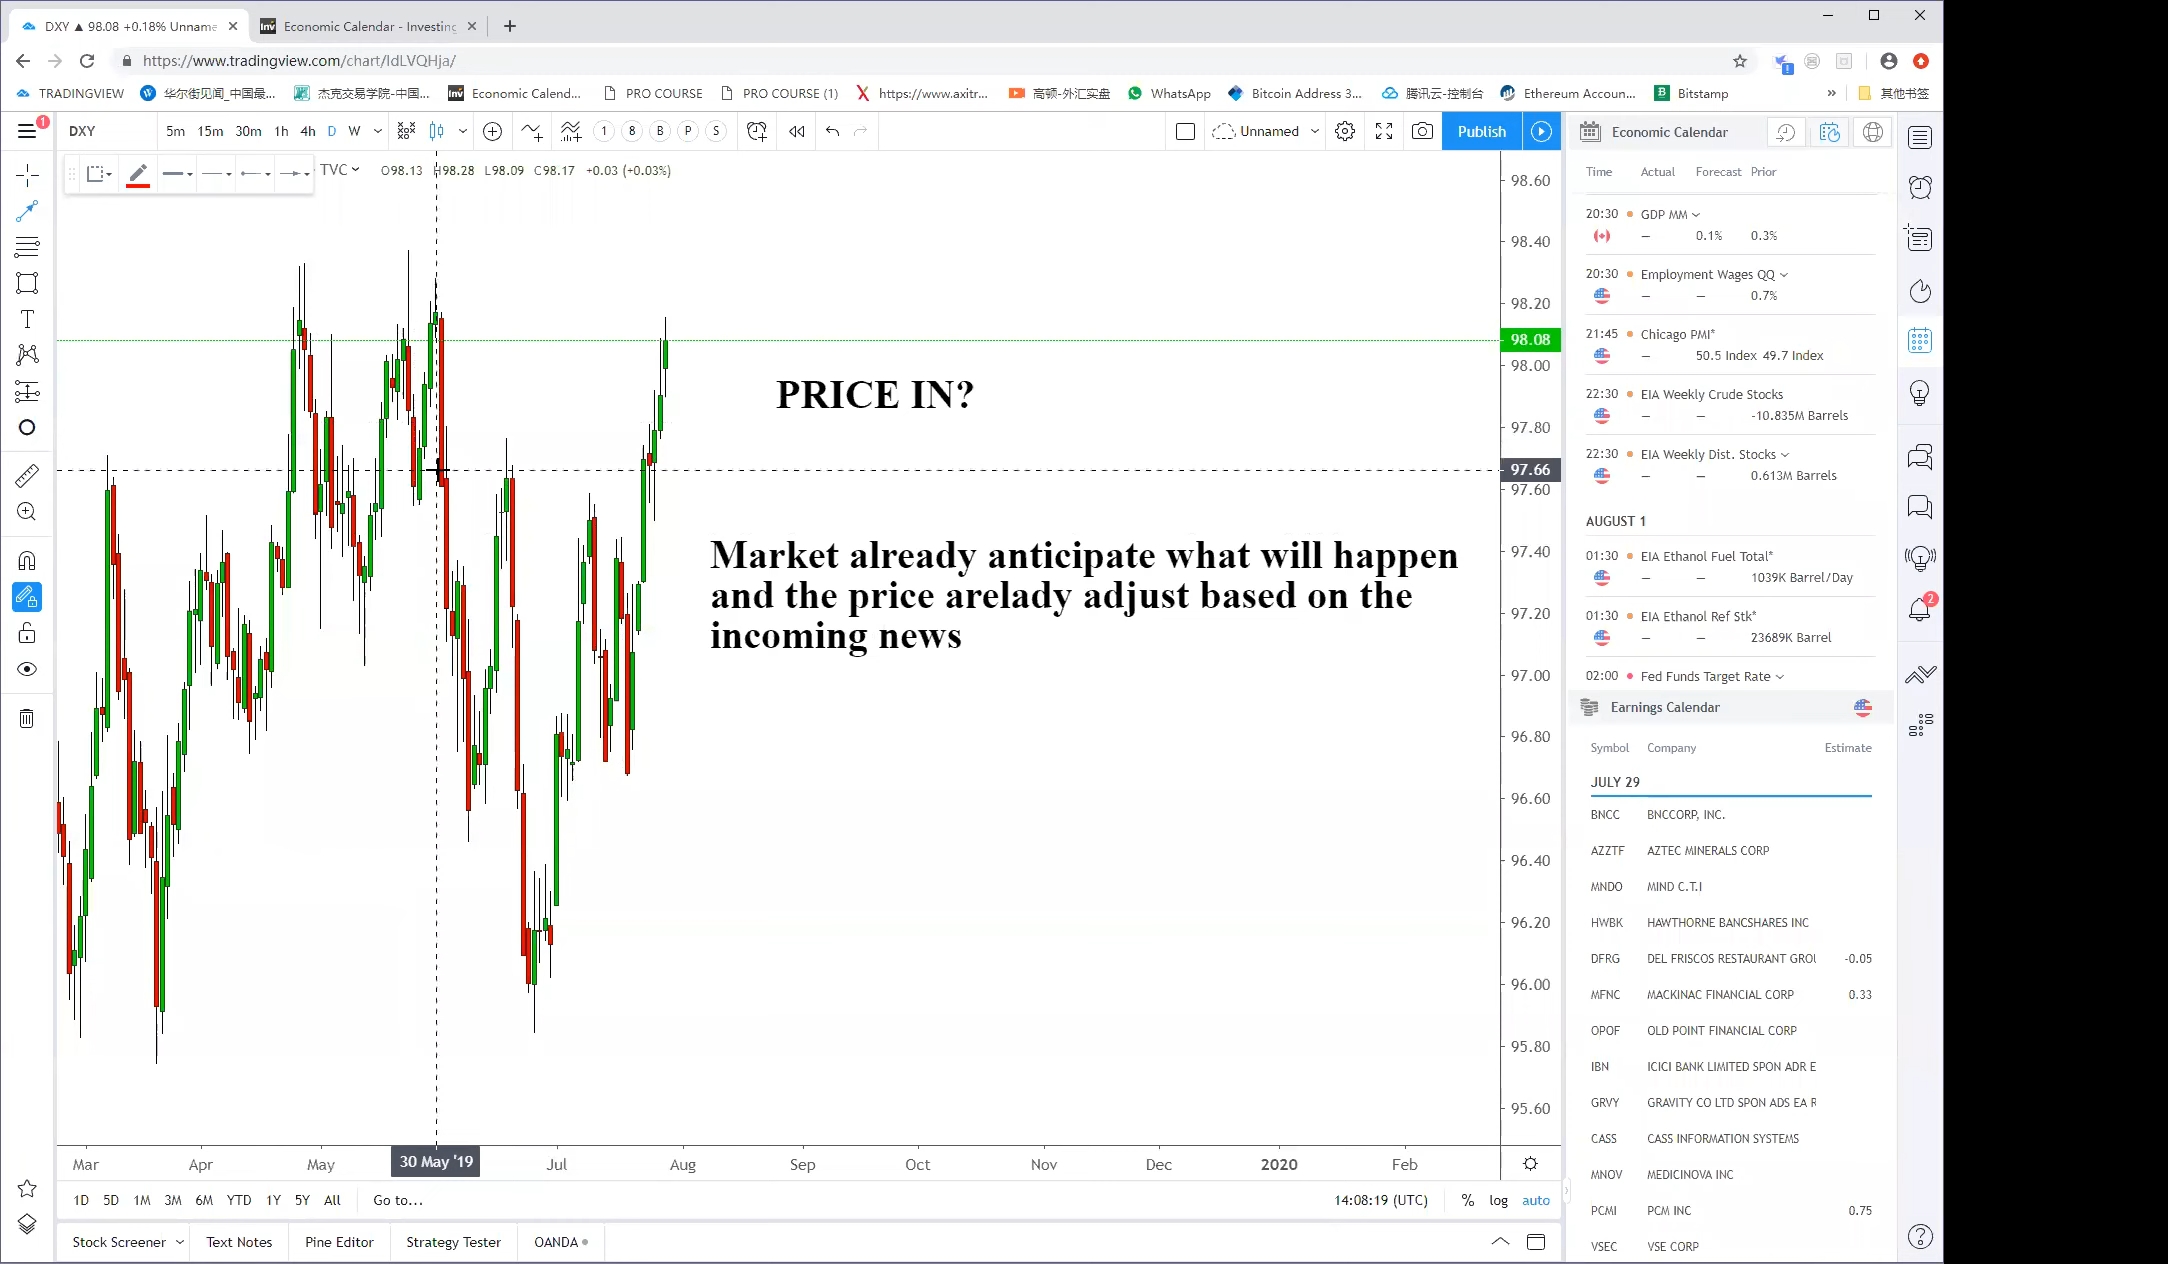 DXY ▲ 98.08 +0.18% Unname
Economic Calendar - Investing
https://www.tradingview.com/chart/IdLVQHja/
TRADINGVIEW 华尔街见闻_中国最... 杰克交易学院-中国... Economic Calend... PRO COURSE PRO COURSE (1) https://www.axitr... 高顿-外汇实盘 WhatsApp Bitcoin Address 3... 腾讯云-控制台 Ethereum Accoun... Bitstamp » 其他书签
DXY 5m 15m 30m 1h 4h D W 1 8 B P S Unnamed Publish
TVC O98.13 H98.28 L98.09 C98.17 +0.03 (+0.03%)
PRICE IN?
Market already anticipate what will happen
and the price arelady adjust based on the
incoming news
98.60
98.40
98.20
98.08
98.00
97.80
97.66
97.60
97.40
97.20
97.00
96.80
96.60
96.40
96.20
96.00
95.80
95.60
Mar Apr May 30 May '19 Jul Aug Sep Oct Nov Dec 2020 Feb
1D 5D 1M 3M 6M YTD 1Y 5Y All Go to... 14:08:19 (UTC) % log auto
Stock Screener Text Notes Pine Editor Strategy Tester OANDA
Economic Calendar
Time Actual Forecast Prior
20:30 GDP MM
— 0.1% 0.3%
20:30 Employment Wages QQ
— — 0.7%
21:45 Chicago PMI*
— 50.5 Index 49.7 Index
22:30 EIA Weekly Crude Stocks
— — -10.835M Barrels
22:30 EIA Weekly Dist. Stocks
— — 0.613M Barrels
AUGUST 1
01:30 EIA Ethanol Fuel Total*
— — 1039K Barrel/Day
01:30 EIA Ethanol Ref Stk*
— — 23689K Barrel
02:00 Fed Funds Target Rate
Earnings Calendar
Symbol Company Estimate
JULY 29
BNCC BNCCORP, INC.
AZZTF AZTEC MINERALS CORP
MNDO MIND C.T.I
HWBK HAWTHORNE BANCSHARES INC
DFRG DEL FRISCOS RESTAURANT GROU -0.05
MFNC MACKINAC FINANCIAL CORP 0.33
OPOF OLD POINT FINANCIAL CORP
IBN ICICI BANK LIMITED SPON ADR E
GRVY GRAVITY CO LTD SPON ADS EA R
CASS CASS INFORMATION SYSTEMS
MNOV MEDICINOVA INC
PCMI PCM INC 0.75
VSEC VSE CORP
1
2